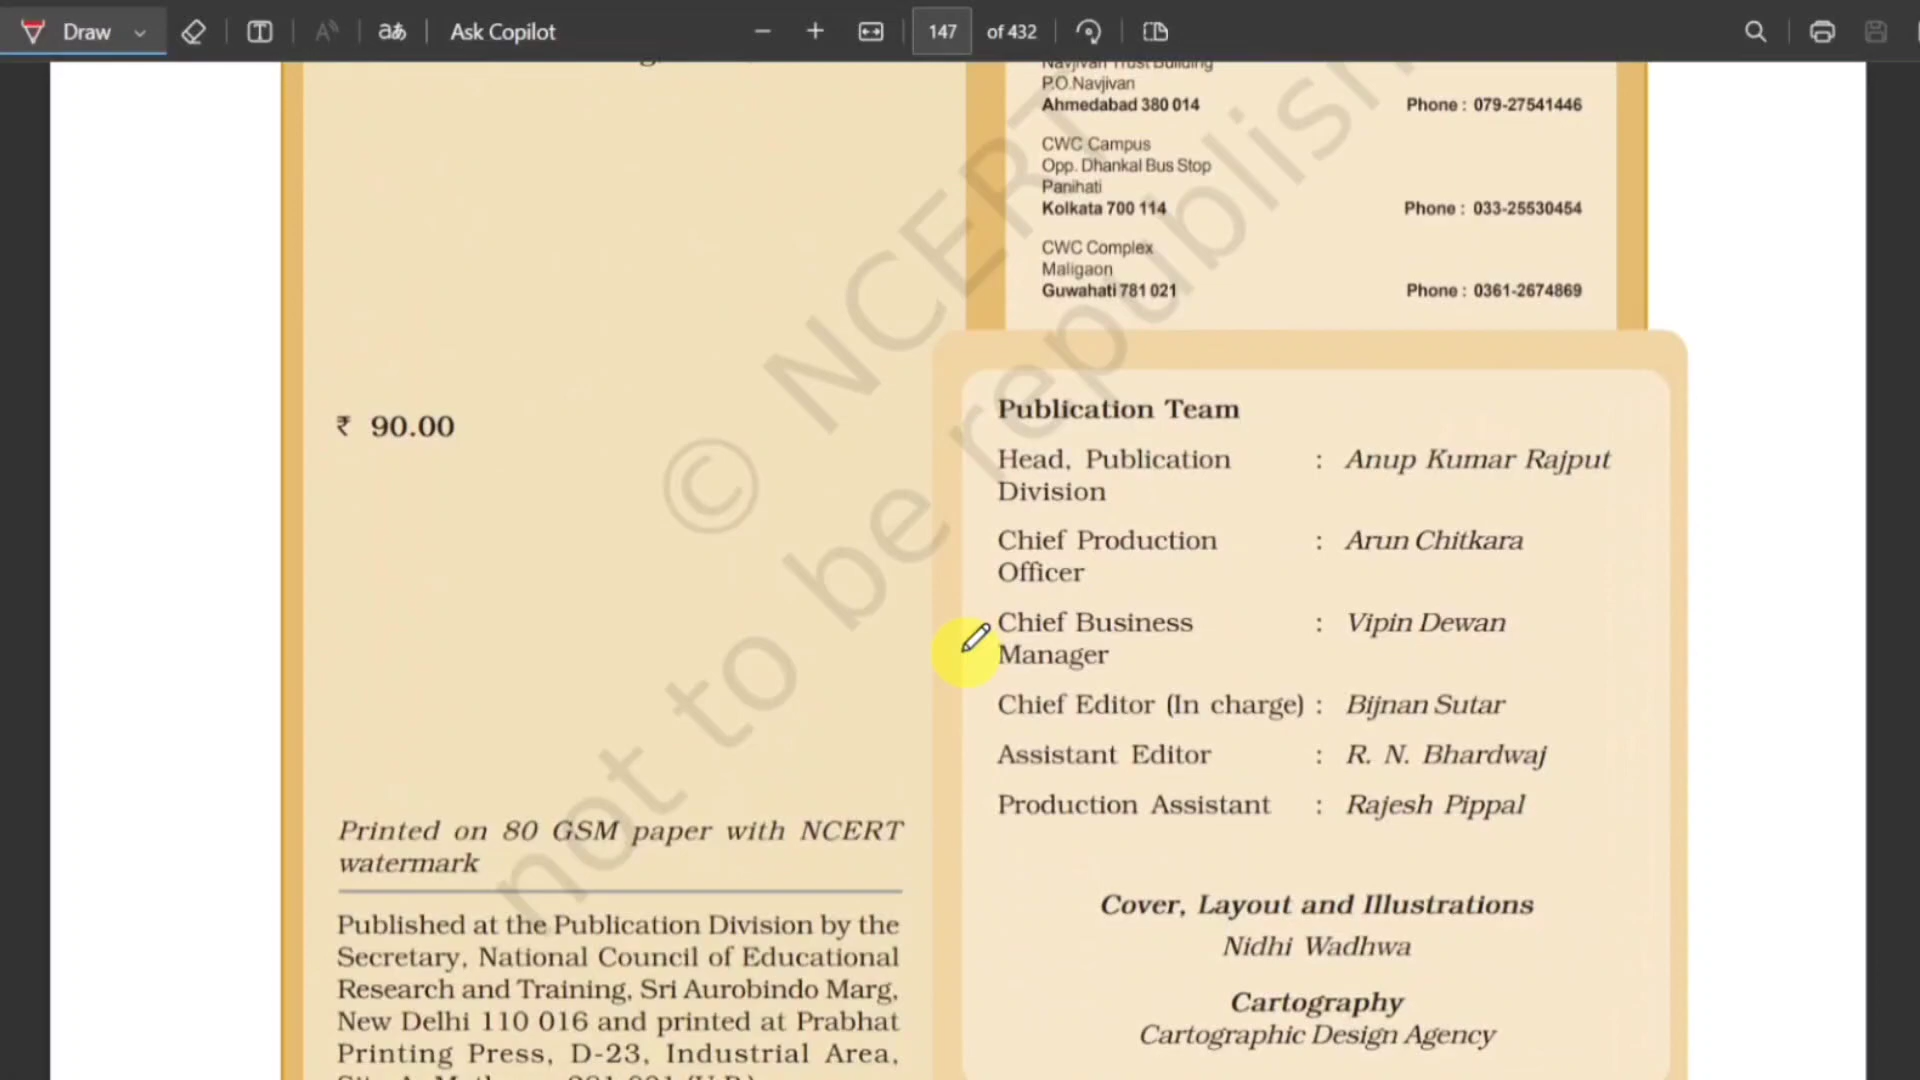 Draw
aあ
Ask Copilot
147 of 432
Navjivan Trust Building
P.O.Navjivan
Ahmedabad 380 014 Phone : 079-27541446
CWC Campus
Opp. Dhankal Bus Stop
Panihati
Kolkata 700 114 Phone : 033-25530454
CWC Complex
Maligaon
Guwahati 781 021 Phone : 0361-2674869
₹ 90.00
Printed on 80 GSM paper with NCERT
watermark
Published at the Publication Division by the
Secretary, National Council of Educational
Research and Training, Sri Aurobindo Marg,
New Delhi 110 016 and printed at Prabhat
Printing Press, D-23, Industrial Area,
Publication Team
Head, Publication : Anup Kumar Rajput
Division
Chief Production : Arun Chitkara
Officer
Chief Business : Vipin Dewan
Manager
Chief Editor (In charge) : Bijnan Sutar
Assistant Editor : R. N. Bhardwaj
Production Assistant : Rajesh Pippal
Cover, Layout and Illustrations
Nidhi Wadhwa
Cartography
Cartographic Design Agency
© NCERT
not to be republish